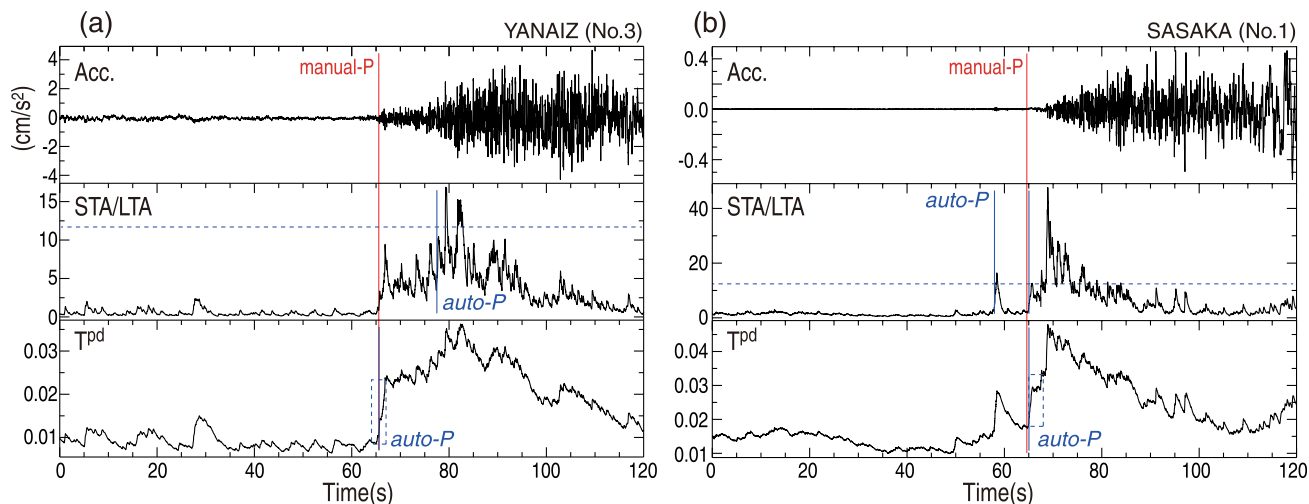 (a)
YANAIZ (No.3)
Acc.
manual-P
(cm/s²)
4
2
0
-2
-4
STA/LTA
15
10
5
0
auto-P
Tᵖᵈ
0.03
0.02
0.01
auto-P
0 20 40 60 80 100 120
Time(s)
(b)
SASAKA (No.1)
Acc.
manual-P
0.4
0.0
-0.4
STA/LTA
auto-P
40
20
0
Tᵖᵈ
0.04
0.03
0.02
0.01
auto-P
0 20 40 60 80 100 120
Time(s)